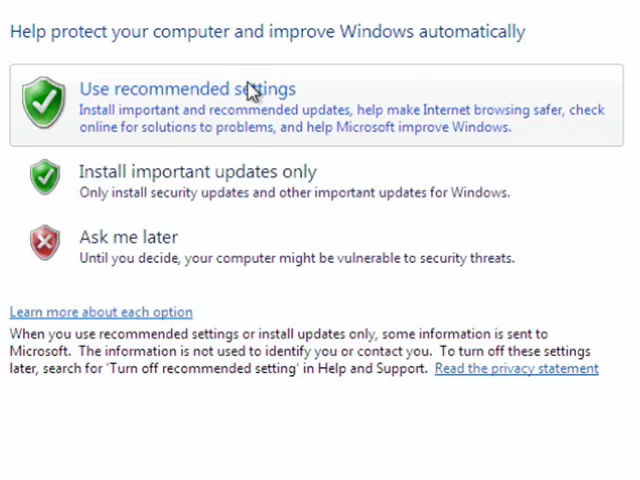 Help protect your computer and improve Windows automatically
Use recommended settings
Install important and recommended updates, help make Internet browsing safer, check
online for solutions to problems, and help Microsoft improve Windows.
Install important updates only
Only install security updates and other important updates for Windows.
Ask me later
Until you decide, your computer might be vulnerable to security threats.
Learn more about each option
When you use recommended settings or install updates only, some information is sent to
Microsoft. The information is not used to identify you or contact you. To turn off these settings
later, search for 'Turn off recommended setting' in Help and Support. Read the privacy statement